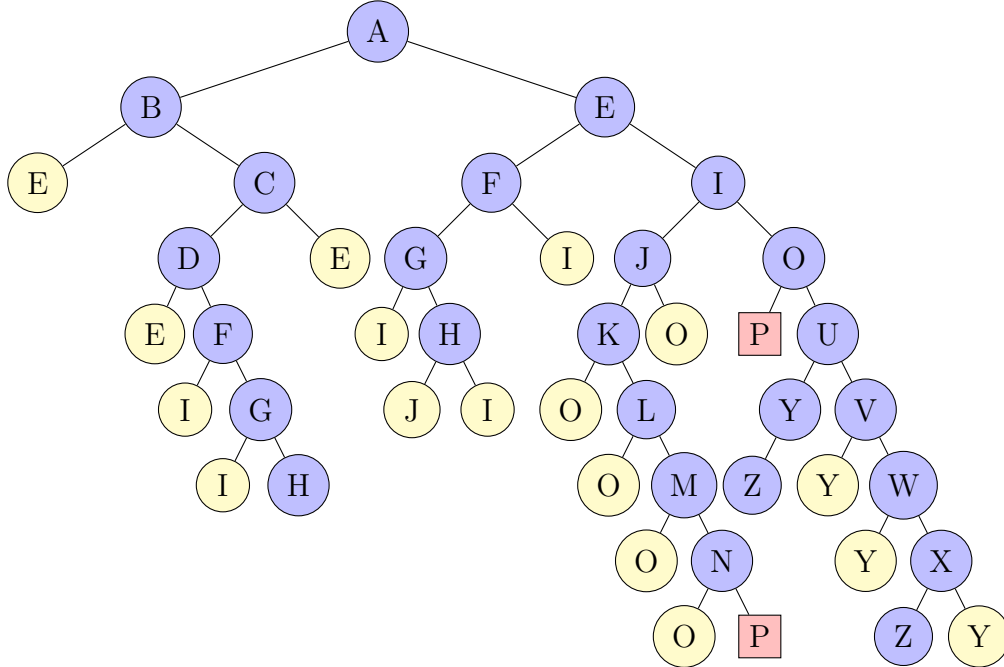 A
B E
E C F I
D E G I J O
E F I H K O P U
I G J I O L Y V
I H O M Z Y W
O N Y X
O P Z Y